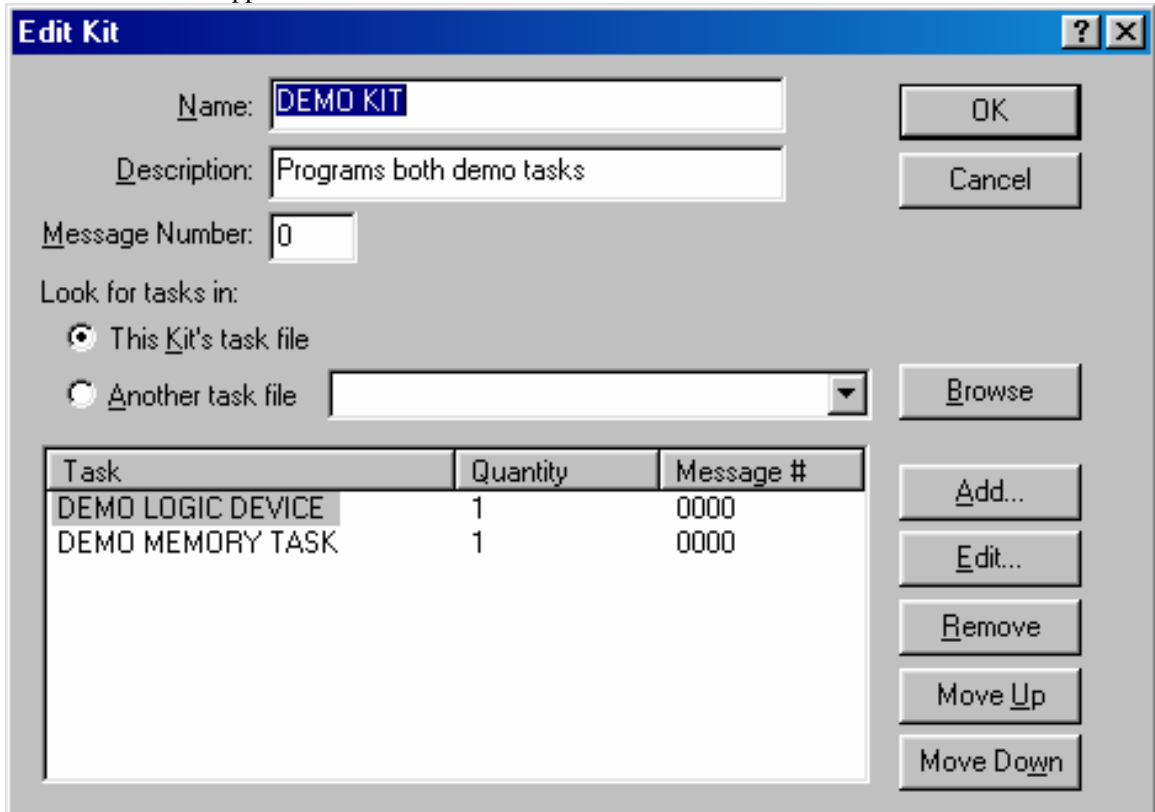 Edit Kit
Name: DEMO KIT
OK
Description: Programs both demo tasks
Cancel
Message Number: 0
Look for tasks in:
This Kit's task file
Another task file
Browse
Task Quantity Message #
DEMO LOGIC DEVICE 1 0000
DEMO MEMORY TASK 1 0000
Add...
Edit...
Remove
Move Up
Move Down